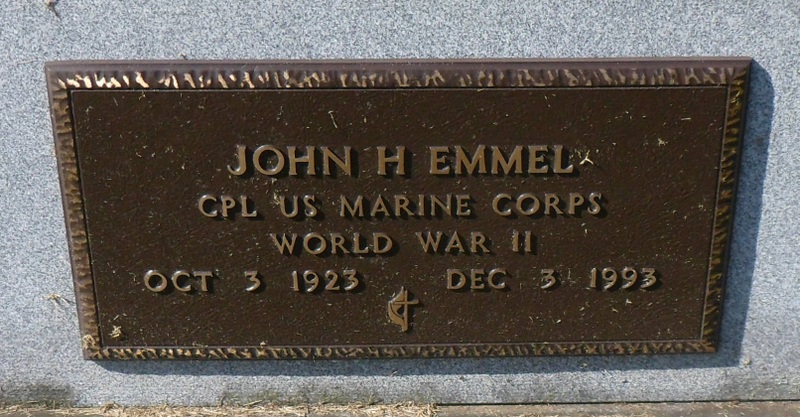 JOHN H EMMEL
CPL US MARINE CORPS
WORLD WAR II
OCT 3 1923 DEC 3 1993